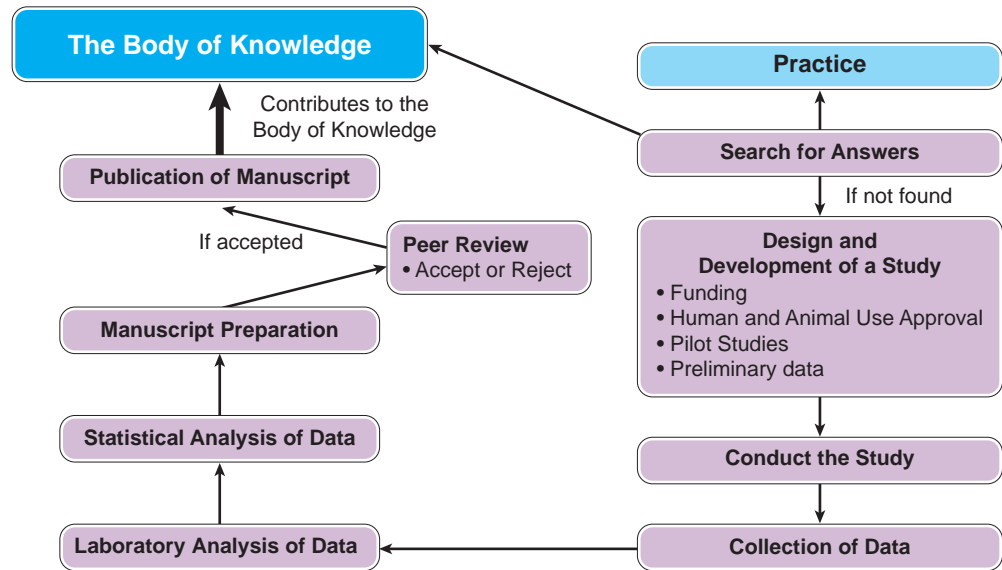 The Body of Knowledge
Contributes to the
Body of Knowledge
Publication of Manuscript
If accepted
Peer Review
• Accept or Reject
Manuscript Preparation
Statistical Analysis of Data
Laboratory Analysis of Data
Practice
Search for Answers
If not found
Design and
Development of a Study
• Funding
• Human and Animal Use Approval
• Pilot Studies
• Preliminary data
Conduct the Study
Collection of Data